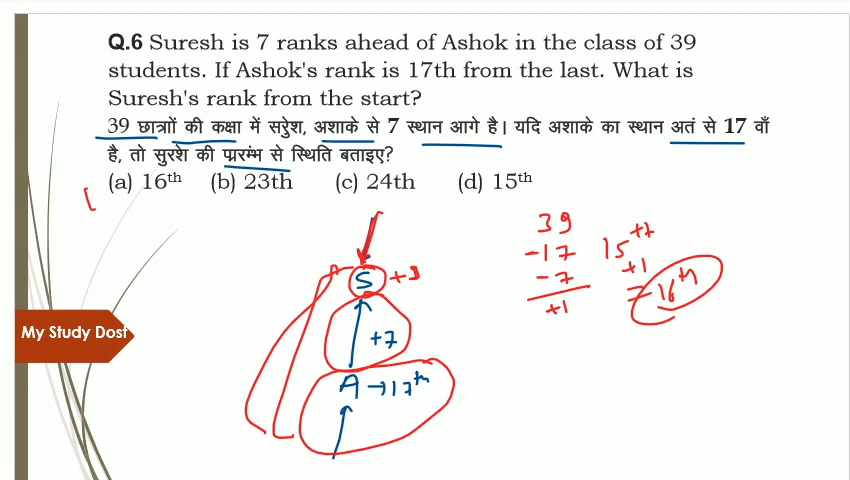 Q.6 Suresh is 7 ranks ahead of Ashok in the class of 39
students. If Ashok's rank is 17th from the last. What is
Suresh's rank from the start?
39 छात्राों की कक्षा में सरेुश, अशाके से 7 स्थान आगे है। यदि अशाके का स्थान अतं से 17 वाँ
है, तो सुरशे की प्रारम्भ से स्थिति बताइए?
(a) 16th (b) 23th (c) 24th (d) 15th
39
-17 15 +7
-7 +1
+1 = 16th
S
+7
A → 17th
My Study Dost